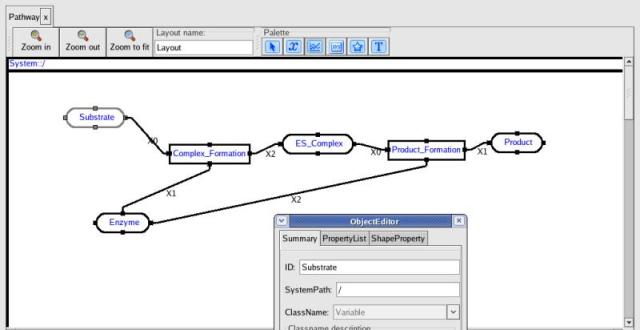 Pathway x
Zoom in
Zoom out
Zoom to fit
Layout name:
Layout
Palette
T
System::/
Substrate
X0
Complex_Formation
X2
ES_Complex
X0
Product_Formation
X1
Product
X1
X2
Enzyme
ObjectEditor
Summary PropertyList ShapeProperty
ID: Substrate
SystemPath: /
ClassName: Variable
Classname description